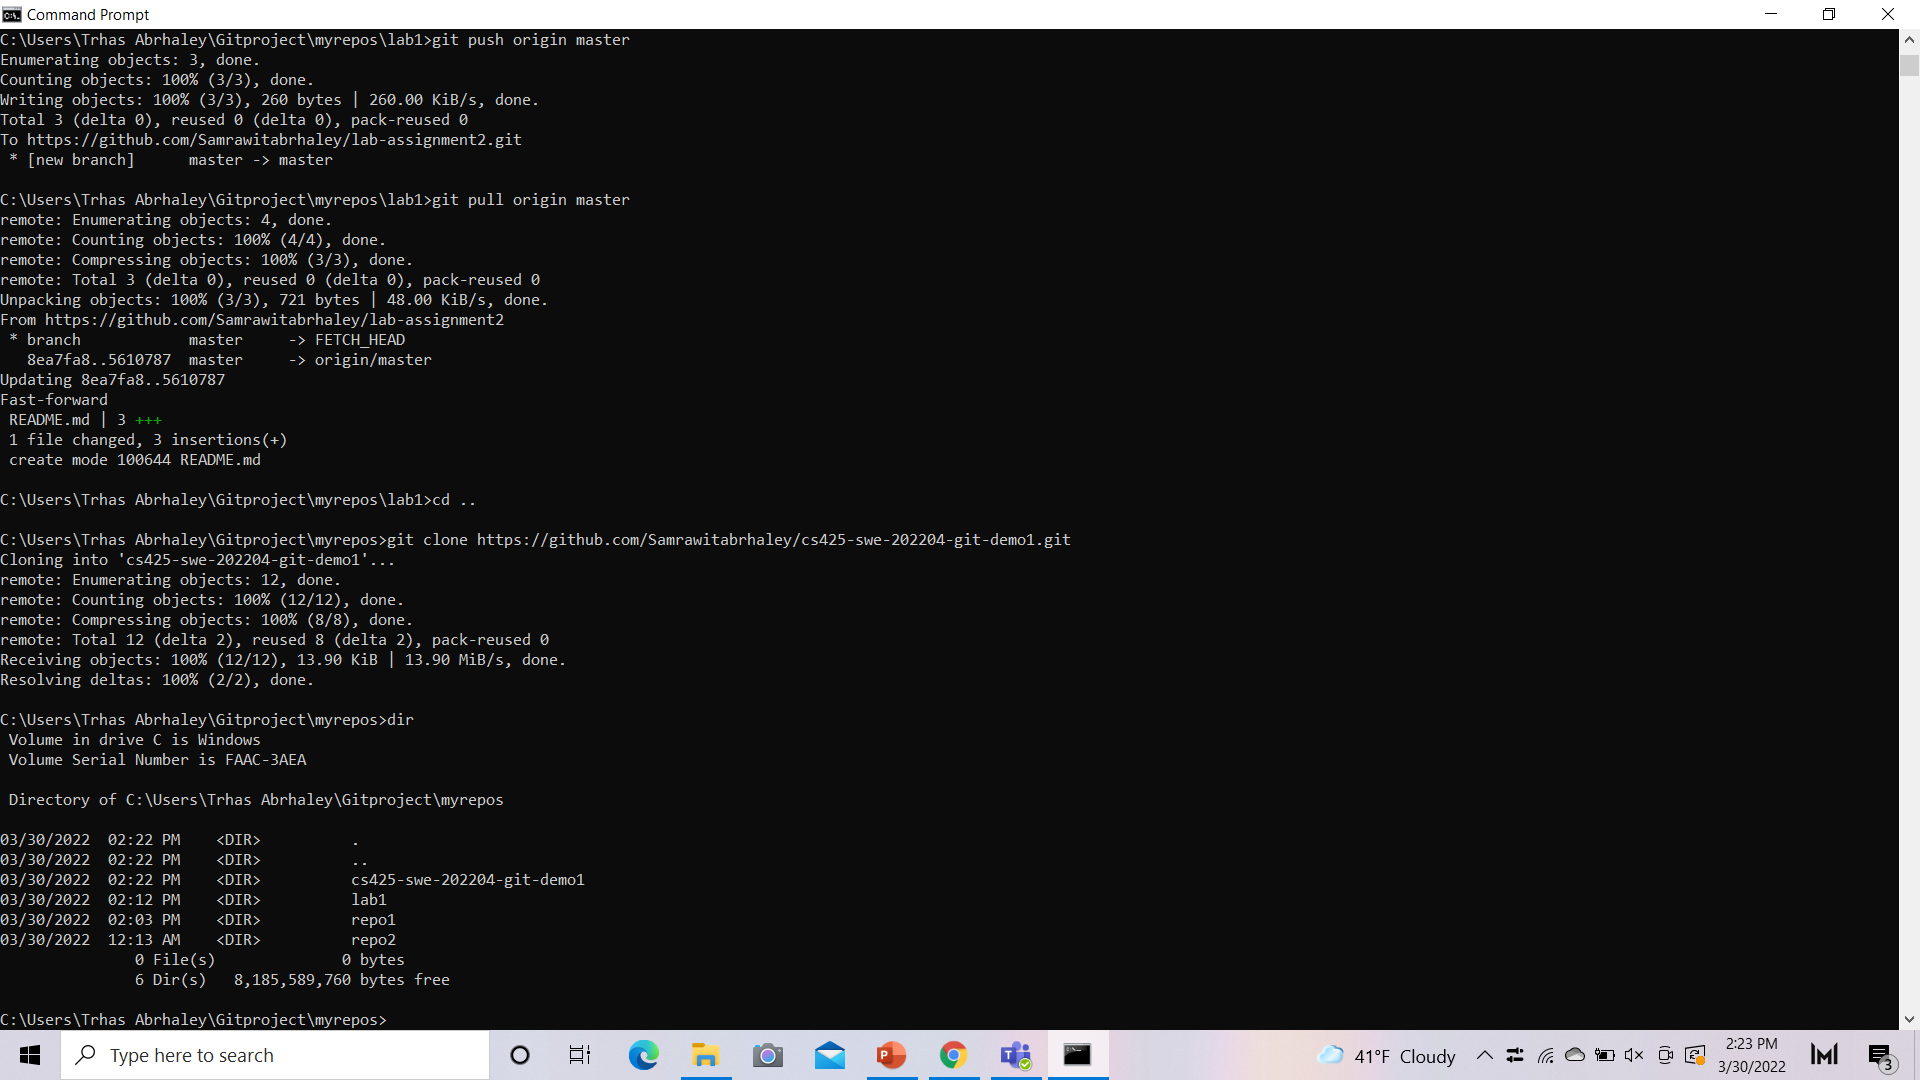 Command Prompt
C:\Users\Trhas Abrhaley\Gitproject\myrepos\lab1>git push origin master
Enumerating objects: 3, done.
Counting objects: 100% (3/3), done.
Writing objects: 100% (3/3), 260 bytes | 260.00 KiB/s, done.
Total 3 (delta 0), reused 0 (delta 0), pack-reused 0
To https://github.com/Samrawitabrhaley/lab-assignment2.git
 * [new branch]      master -> master
C:\Users\Trhas Abrhaley\Gitproject\myrepos\lab1>git pull origin master
remote: Enumerating objects: 4, done.
remote: Counting objects: 100% (4/4), done.
remote: Compressing objects: 100% (3/3), done.
remote: Total 3 (delta 0), reused 0 (delta 0), pack-reused 0
Unpacking objects: 100% (3/3), 721 bytes | 48.00 KiB/s, done.
From https://github.com/Samrawitabrhaley/lab-assignment2
 * branch            master     -> FETCH_HEAD
   8ea7fa8..5610787  master     -> origin/master
Updating 8ea7fa8..5610787
Fast-forward
 README.md | 3 +++
 1 file changed, 3 insertions(+)
 create mode 100644 README.md
C:\Users\Trhas Abrhaley\Gitproject\myrepos\lab1>cd ..
C:\Users\Trhas Abrhaley\Gitproject\myrepos>git clone https://github.com/Samrawitabrhaley/cs425-swe-202204-git-demo1.git
Cloning into 'cs425-swe-202204-git-demo1'...
remote: Enumerating objects: 12, done.
remote: Counting objects: 100% (12/12), done.
remote: Compressing objects: 100% (8/8), done.
remote: Total 12 (delta 2), reused 8 (delta 2), pack-reused 0
Receiving objects: 100% (12/12), 13.90 KiB | 13.90 MiB/s, done.
Resolving deltas: 100% (2/2), done.
C:\Users\Trhas Abrhaley\Gitproject\myrepos>dir
 Volume in drive C is Windows
 Volume Serial Number is FAAC-3AEA
 Directory of C:\Users\Trhas Abrhaley\Gitproject\myrepos
03/30/2022  02:22 PM    <DIR>          .
03/30/2022  02:22 PM    <DIR>          ..
03/30/2022  02:22 PM    <DIR>          cs425-swe-202204-git-demo1
03/30/2022  02:12 PM    <DIR>          lab1
03/30/2022  02:03 PM    <DIR>          repo1
03/30/2022  12:13 AM    <DIR>          repo2
               0 File(s)              0 bytes
               6 Dir(s)   8,185,589,760 bytes free
C:\Users\Trhas Abrhaley\Gitproject\myrepos>
Type here to search
41°F Cloudy
2:23 PM
3/30/2022
3